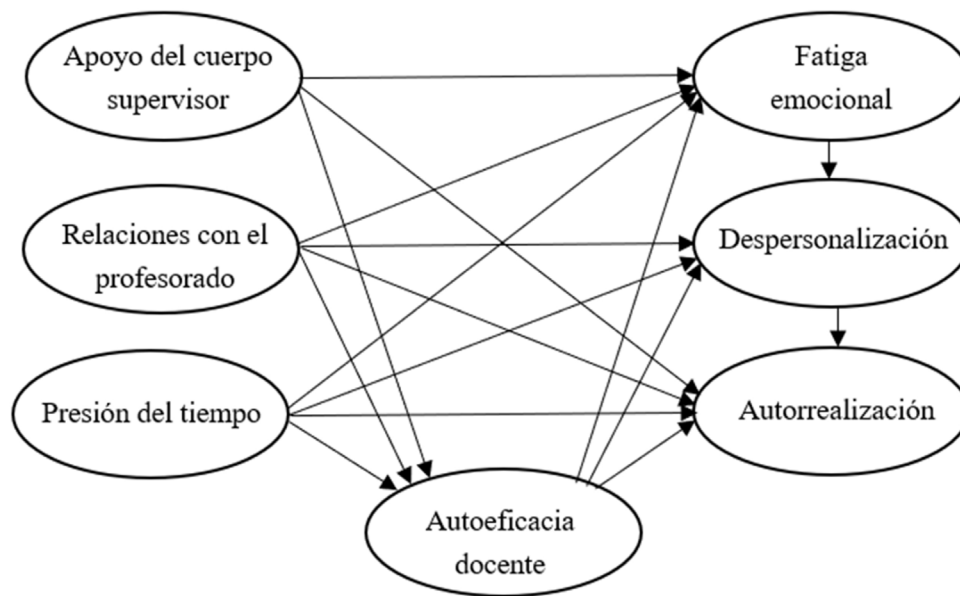 Apoyo del cuerpo
supervisor
Fatiga
emocional
Relaciones con el
profesorado
Despersonalización
Presión del tiempo
Autorrealización
Autoeficacia
docente